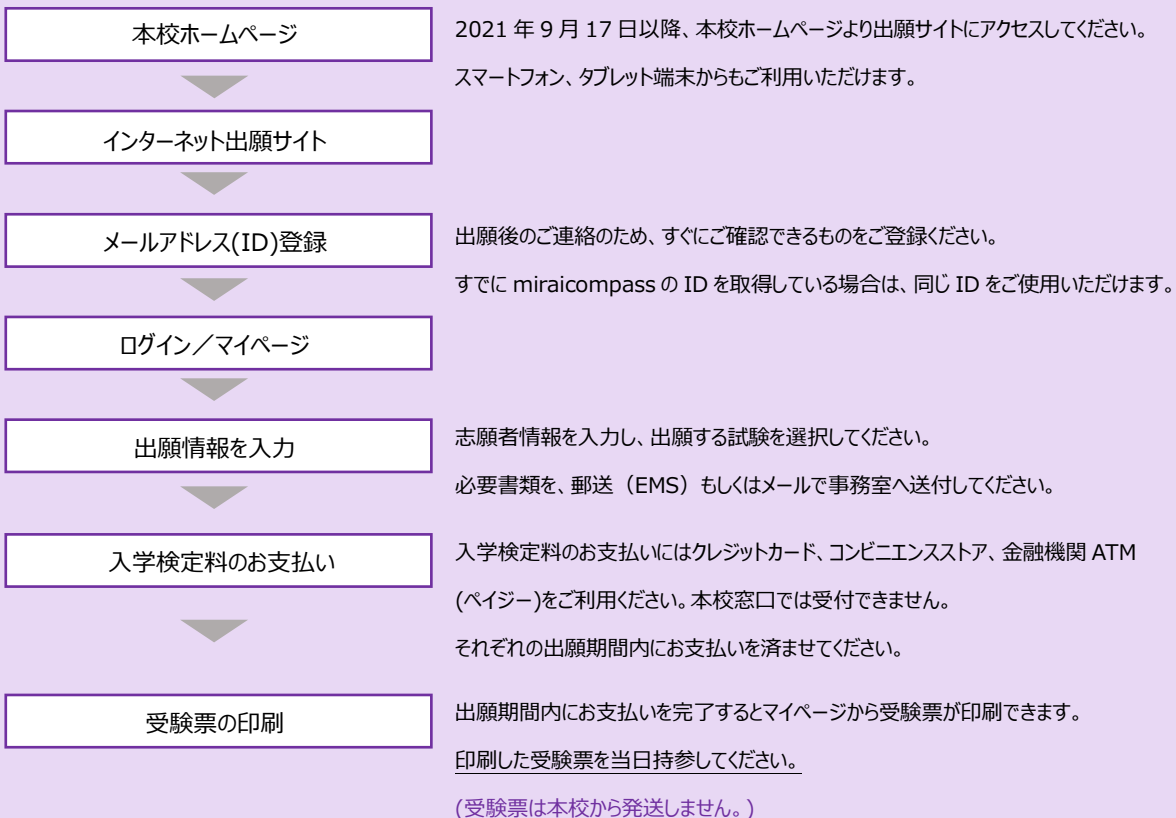 本校ホームページ
2021 年 9 月 17 日以降、本校ホームページより出願サイトにアクセスしてください。
スマートフォン、タブレット端末からもご利用いただけます。
インターネット出願サイト
メールアドレス(ID)登録
出願後のご連絡のため、すぐにご確認できるものをご登録ください。
すでに miraicompass の ID を取得している場合は、同じ ID をご使用いただけます。
ログイン／マイページ
出願情報を入力
志願者情報を入力し、出願する試験を選択してください。
必要書類を、郵送（EMS）もしくはメールで事務室へ送付してください。
入学検定料のお支払い
入学検定料のお支払いにはクレジットカード、コンビニエンスストア、金融機関 ATM
(ペイジー)をご利用ください。本校窓口では受付できません。
それぞれの出願期間内にお支払いを済ませてください。
受験票の印刷
出願期間内にお支払いを完了するとマイページから受験票が印刷できます。
印刷した受験票を当日持参してください。
(受験票は本校から発送しません。)